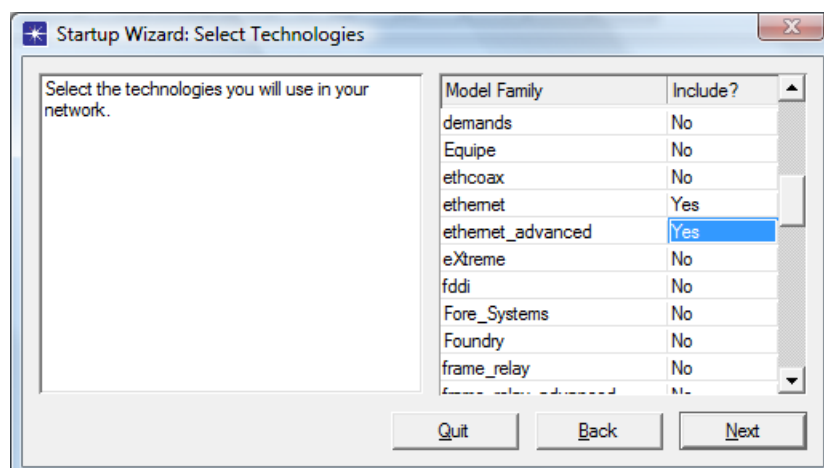 Startup Wizard: Select Technologies
Select the technologies you will use in your
network.
Model Family Include?
demands No
Equipe No
ethcoax No
ethernet Yes
ethernet_advanced Yes
eXtreme No
fddi No
Fore_Systems No
Foundry No
frame_relay No
frame_relay_advanced No
Quit Back Next